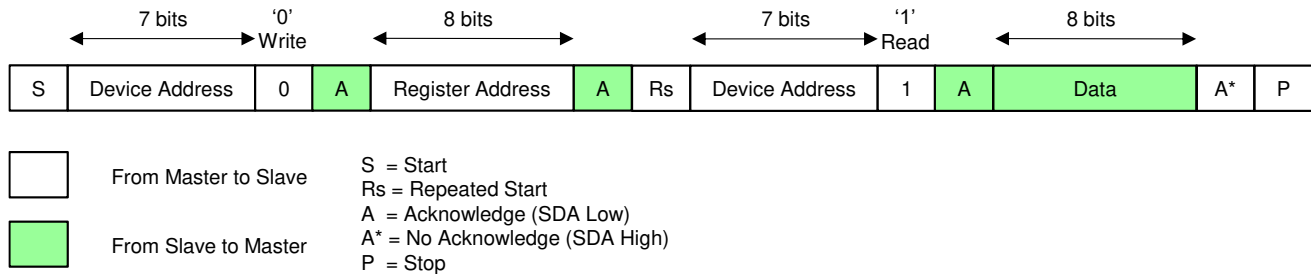 7 bits ‘0’ 8 bits 7 bits ‘1’ 8 bits
Write Read
S Device Address 0 A Register Address A Rs Device Address 1 A Data A* P
From Master to Slave
From Slave to Master
S = Start
Rs = Repeated Start
A = Acknowledge (SDA Low)
A* = No Acknowledge (SDA High)
P = Stop